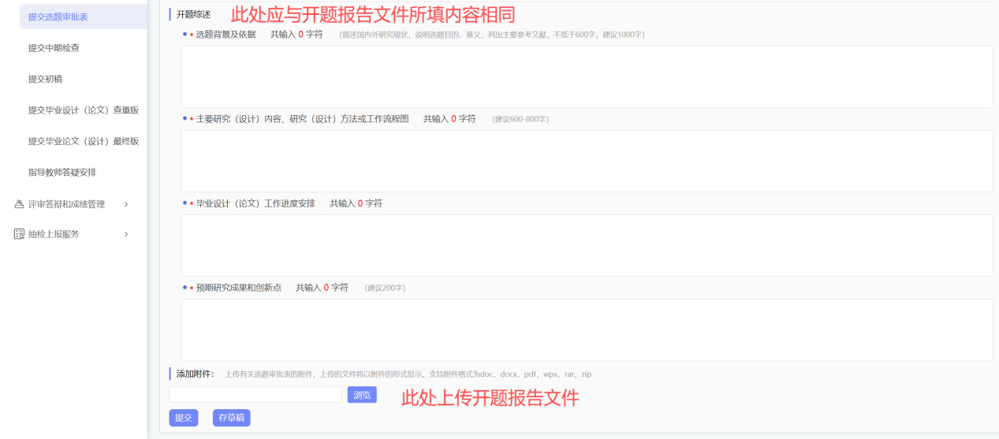 提交选题审批表
提交中期检查
提交初稿
提交毕业设计（论文）查重版
提交毕业论文（设计）最终版
指导教师答疑安排
评审答辩和成绩管理
抽检上报服务
开题综述 此处应与开题报告文件所填内容相同
* 选题背景及依据 共输入 0 字符 (简述国内外研究现状，说明选题目的、意义，列出主要参考文献，不低于600字，建议1000字)
* 主要研究（设计）内容、研究（设计）方法或工作流程图 共输入 0 字符 (建议600-800字)
* 毕业设计（论文）工作进度安排 共输入 0 字符
* 预期研究成果和创新点 共输入 0 字符 (建议200字)
添加附件： 上传有关选题审批表的附件，上传的文件将以附件的形式显示。支持附件格式为doc，docx，pdf，wps，rar，zip
浏览 此处上传开题报告文件
提交 存草稿